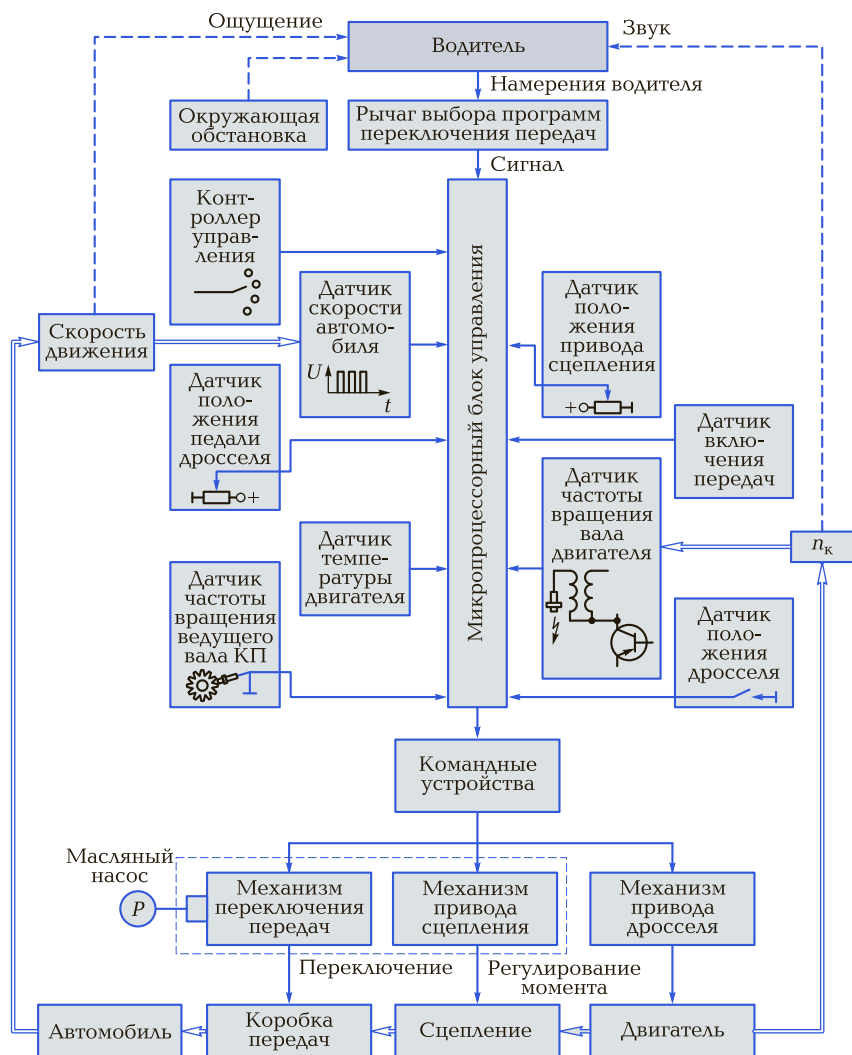 Ощущение
Звук
Водитель
Намерения водителя
Окружающая
обстановка
Рычаг выбора программ
переключения передач
Сигнал
Конт-
роллер
управ-
ления
Микропроцессорный блок управления
Датчик
скорости
автомо-
биля
U
t
Датчик
поло-
жения
привода
сцепления
+
Скорость
движения
Датчик
поло-
жения
педали
дросселя
+
Датчик
вклю-
чения
передач
Датчик
частоты
вращения
вала
двигателя
nк
Датчик
темпе-
ратуры
двигателя
Датчик
частоты
вращения
ведущего
вала КП
Датчик
поло-
жения
дросселя
Командные
устройства
Масляный
насос
P
Механизм
переключения
передач
Механизм
привода
сцепления
Механизм
привода
дросселя
Переключение
Регулирование
момента
Автомобиль
Коробка
передач
Сцепление
Двигатель